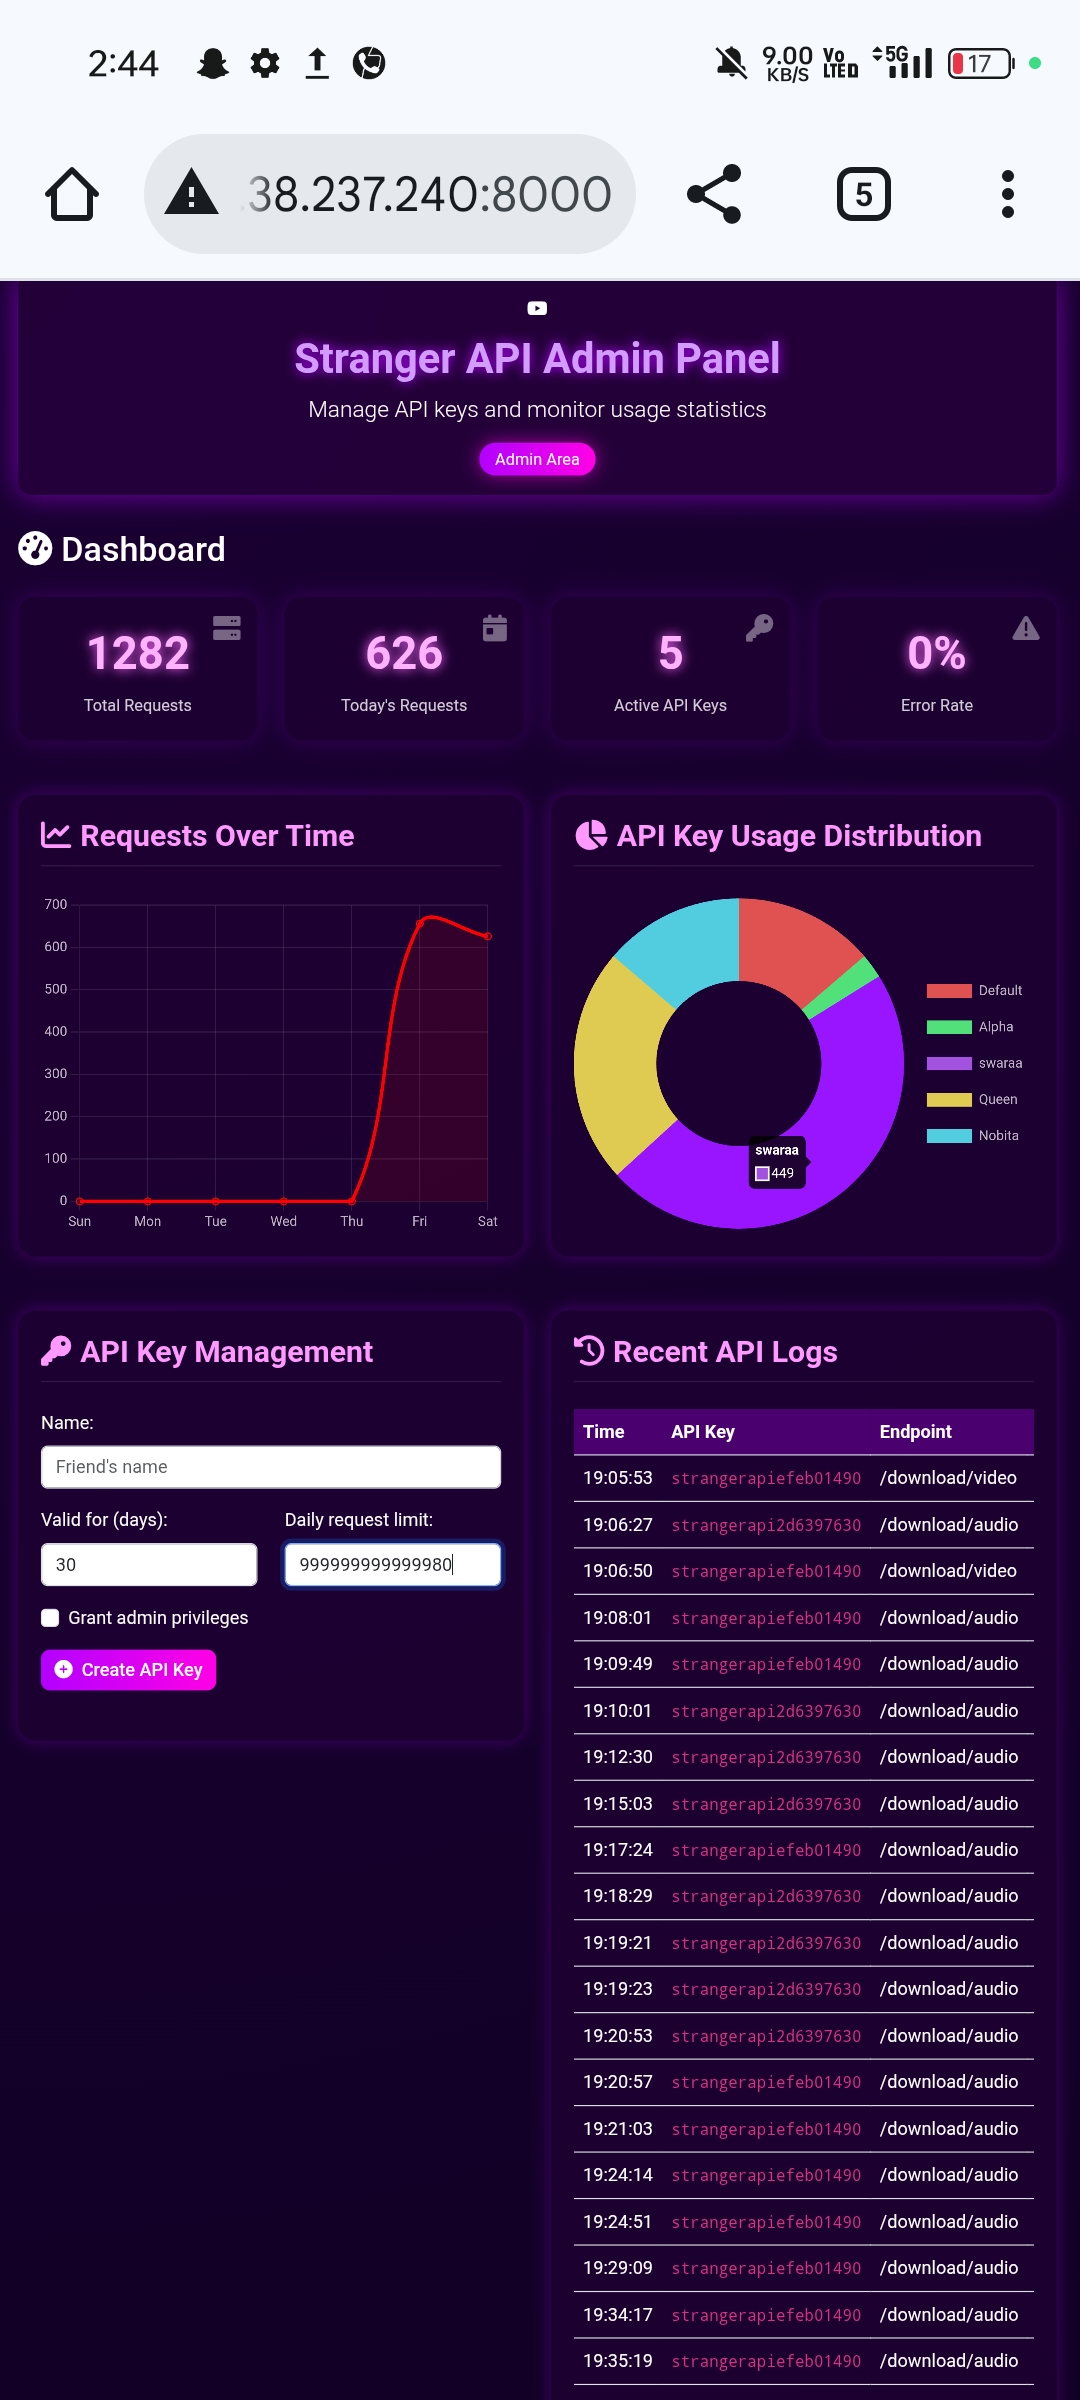 2:44
9.00 KB/S
Vo LTE D
5G
17
.38.237.240:8000
5
Stranger API Admin Panel
Manage API keys and monitor usage statistics
Admin Area
Dashboard
1282
Total Requests
626
Today's Requests
5
Active API Keys
0%
Error Rate
Requests Over Time
700
600
500
400
300
200
100
0
Sun Mon Tue Wed Thu Fri Sat
API Key Usage Distribution
Default
Alpha
swaraa
Queen
Nobita
swaraa
449
API Key Management
Name:
Friend's name
Valid for (days):
30
Daily request limit:
999999999999980
Grant admin privileges
Create API Key
Recent API Logs
Time API Key Endpoint
19:05:53 strangerapiefeb01490 /download/video
19:06:27 strangerapi2d6397630 /download/audio
19:06:50 strangerapiefeb01490 /download/video
19:08:01 strangerapiefeb01490 /download/audio
19:09:49 strangerapiefeb01490 /download/audio
19:10:01 strangerapi2d6397630 /download/audio
19:12:30 strangerapi2d6397630 /download/audio
19:15:03 strangerapi2d6397630 /download/audio
19:17:24 strangerapiefeb01490 /download/audio
19:18:29 strangerapi2d6397630 /download/audio
19:19:21 strangerapi2d6397630 /download/audio
19:19:23 strangerapi2d6397630 /download/audio
19:20:53 strangerapi2d6397630 /download/audio
19:20:57 strangerapiefeb01490 /download/audio
19:21:03 strangerapiefeb01490 /download/audio
19:24:14 strangerapiefeb01490 /download/audio
19:24:51 strangerapiefeb01490 /download/audio
19:29:09 strangerapiefeb01490 /download/audio
19:34:17 strangerapiefeb01490 /download/audio
19:35:19 strangerapiefeb01490 /download/audio